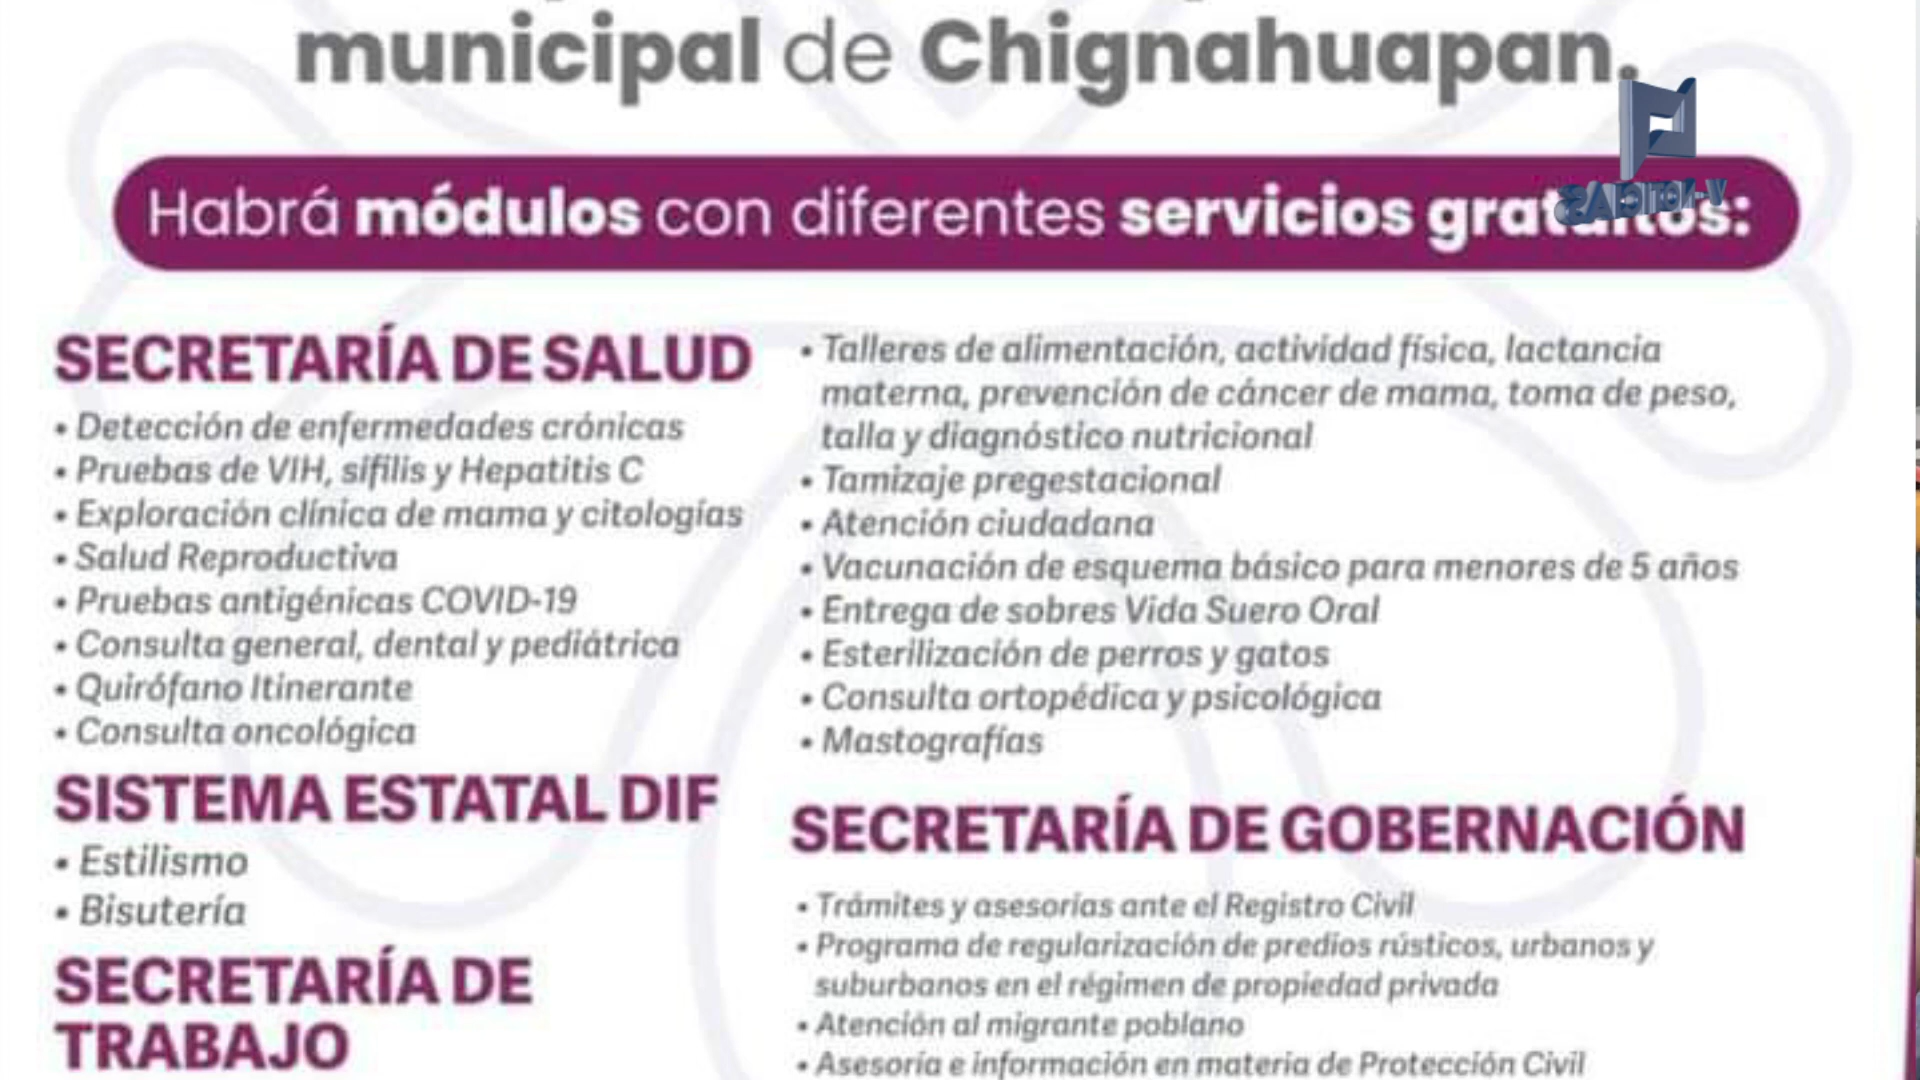 municipal de Chignahuapan.
Habrá módulos con diferentes servicios gratuitos:
V-NOTICIAS
SECRETARÍA DE SALUD
• Detección de enfermedades crónicas
• Pruebas de VIH, sífilis y Hepatitis C
• Exploración clínica de mama y citologías
• Salud Reproductiva
• Pruebas antigénicas COVID-19
• Consulta general, dental y pediátrica
• Quirófano Itinerante
• Consulta oncológica
• Talleres de alimentación, actividad física, lactancia
materna, prevención de cáncer de mama, toma de peso,
talla y diagnóstico nutricional
• Tamizaje pregestacional
• Atención ciudadana
• Vacunación de esquema básico para menores de 5 años
• Entrega de sobres Vida Suero Oral
• Esterilización de perros y gatos
• Consulta ortopédica y psicológica
• Mastografías
SISTEMA ESTATAL DIF
• Estilismo
• Bisutería
SECRETARÍA DE
TRABAJO
SECRETARÍA DE GOBERNACIÓN
• Trámites y asesorías ante el Registro Civil
• Programa de regularización de predios rústicos, urbanos y
suburbanos en el régimen de propiedad privada
• Atención al migrante poblano
• Asesoría e información en materia de Protección Civil